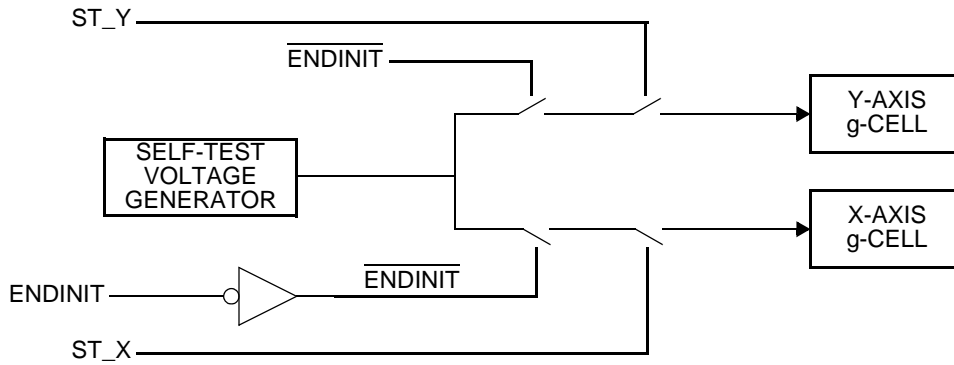 ST_Y
ENDINIT
Y-AXIS
g-CELL
SELF-TEST
VOLTAGE
GENERATOR
X-AXIS
g-CELL
ENDINIT
ENDINIT
ST_X